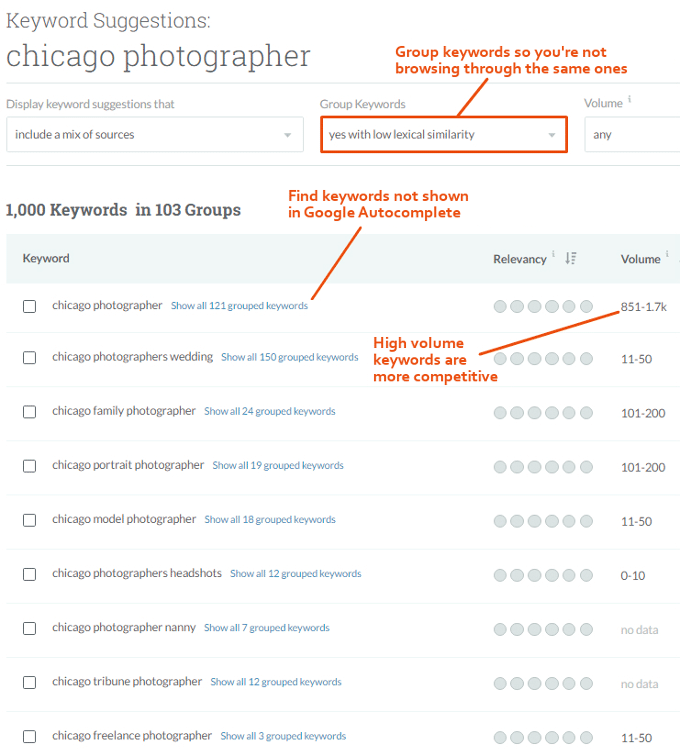 Keyword Suggestions:
chicago photographer
Group keywords so you're not
browsing through the same ones
Display keyword suggestions that
Group Keywords
Volume i
include a mix of sources
yes with low lexical similarity
any
Find keywords not shown
in Google Autocomplete
1,000 Keywords in 103 Groups
Keyword
Relevancy i
Volume i
chicago photographer Show all 121 grouped keywords
851-1.7k
High volume
keywords are
more competitive
chicago photographers wedding Show all 150 grouped keywords
11-50
chicago family photographer Show all 24 grouped keywords
101-200
chicago portrait photographer Show all 19 grouped keywords
101-200
chicago model photographer Show all 18 grouped keywords
11-50
chicago photographers headshots Show all 12 grouped keywords
0-10
chicago photographer nanny Show all 7 grouped keywords
no data
chicago tribune photographer Show all 12 grouped keywords
no data
chicago freelance photographer Show all 3 grouped keywords
11-50